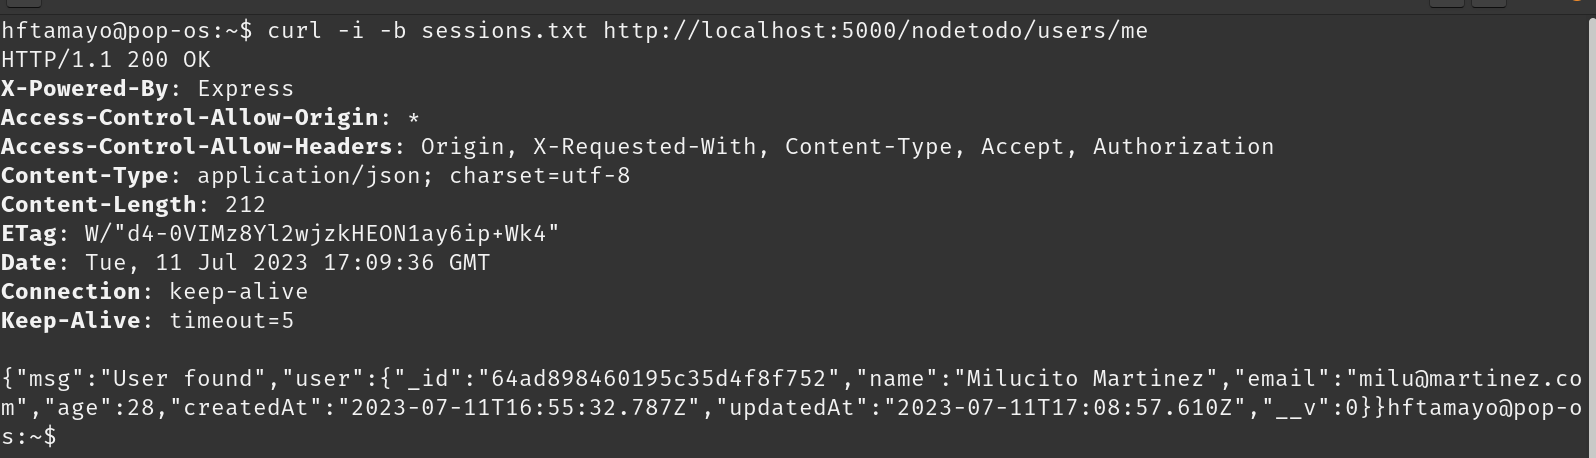 hftamayo@pop-os:~$ curl -i -b sessions.txt http://localhost:5000/nodetodo/users/me
HTTP/1.1 200 OK
X-Powered-By: Express
Access-Control-Allow-Origin: *
Access-Control-Allow-Headers: Origin, X-Requested-With, Content-Type, Accept, Authorization
Content-Type: application/json; charset=utf-8
Content-Length: 212
ETag: W/"d4-0VIMz8Yl2wjzkHEON1ay6ip+Wk4"
Date: Tue, 11 Jul 2023 17:09:36 GMT
Connection: keep-alive
Keep-Alive: timeout=5

{"msg":"User found","user":{"_id":"64ad898460195c35d4f8f752","name":"Milucito Martinez","email":"milu@martinez.co
m","age":28,"createdAt":"2023-07-11T16:55:32.787Z","updatedAt":"2023-07-11T17:08:57.610Z","__v":0}}hftamayo@pop-o
s:~$